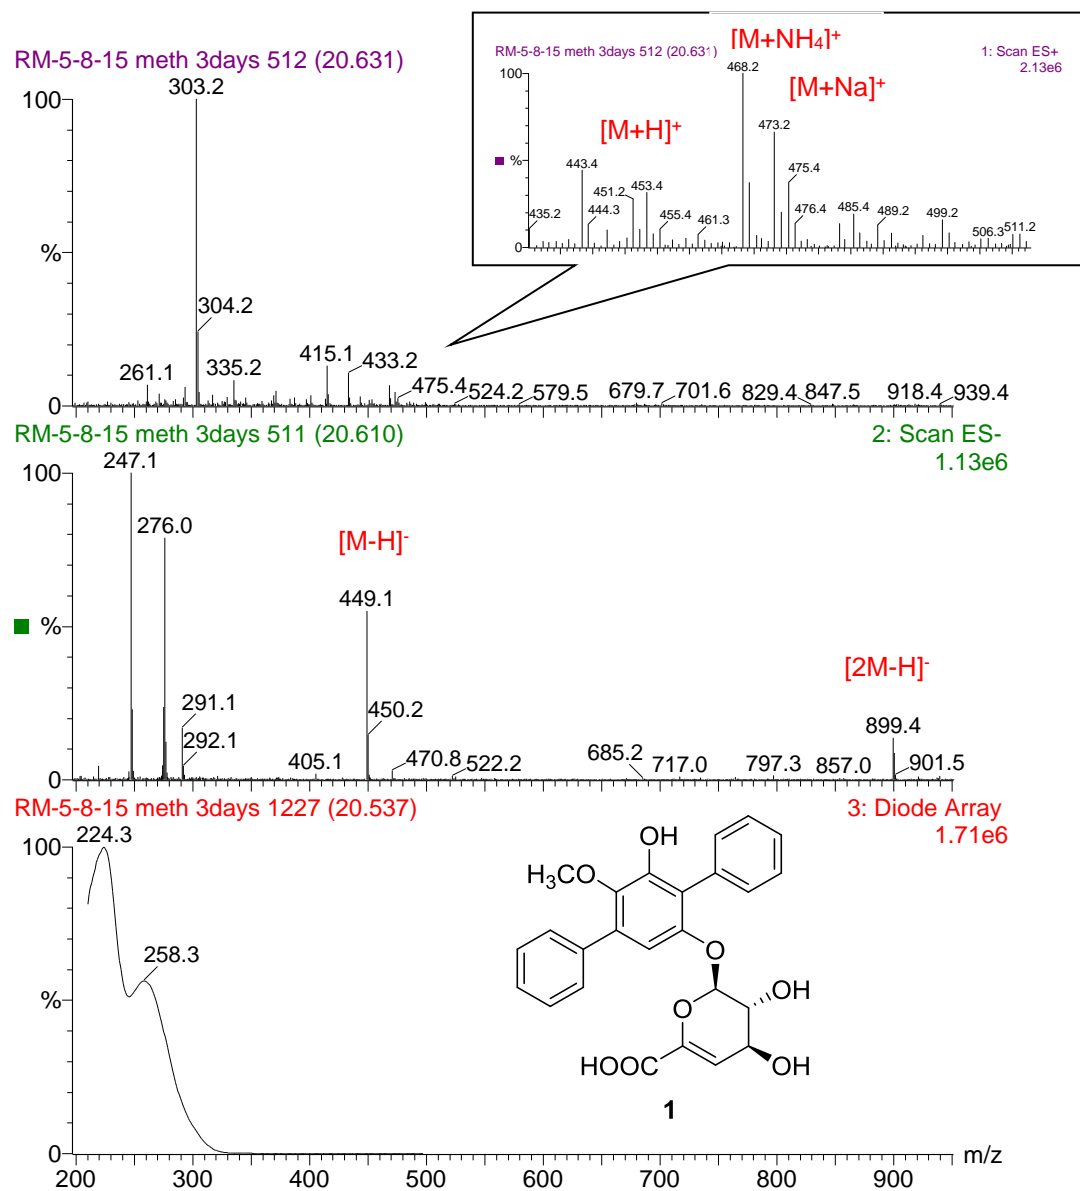 RM-5-8-15 meth 3days 512 (20.631)
RM-5-8-15 meth 3days 512 (20.631)
1: Scan ES+
2.13e6
[M+NH₄]⁺
[M+Na]⁺
[M+H]⁺
100
%
0
435.2
443.4
444.3
451.2
453.4
455.4
461.3
468.2
473.2
475.4
476.4
485.4
489.2
499.2
506.3
511.2
100
%
0
303.2
304.2
261.1
335.2
415.1
433.2
475.4
524.2
579.5
679.7
701.6
829.4
847.5
918.4
939.4
RM-5-8-15 meth 3days 511 (20.610)
2: Scan ES-
1.13e6
100
%
0
247.1
276.0
291.1
292.1
405.1
[M-H]⁻
449.1
450.2
470.8
522.2
685.2
717.0
797.3
857.0
[2M-H]⁻
899.4
901.5
RM-5-8-15 meth 3days 1227 (20.537)
3: Diode Array
1.71e6
100
%
0
224.3
258.3
OH
H₃CO
O
O
OH
HOOC
OH
1
m/z
200 300 400 500 600 700 800 900